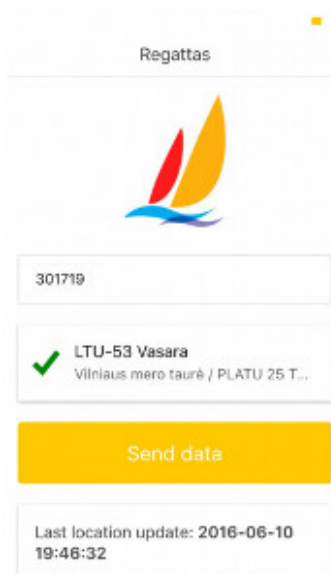 Regattas
301719
LTU-53 Vasara
Vilniaus mero taurė / PLATU 25 T...
Send data
Last location update: 2016-06-10
19:46:32